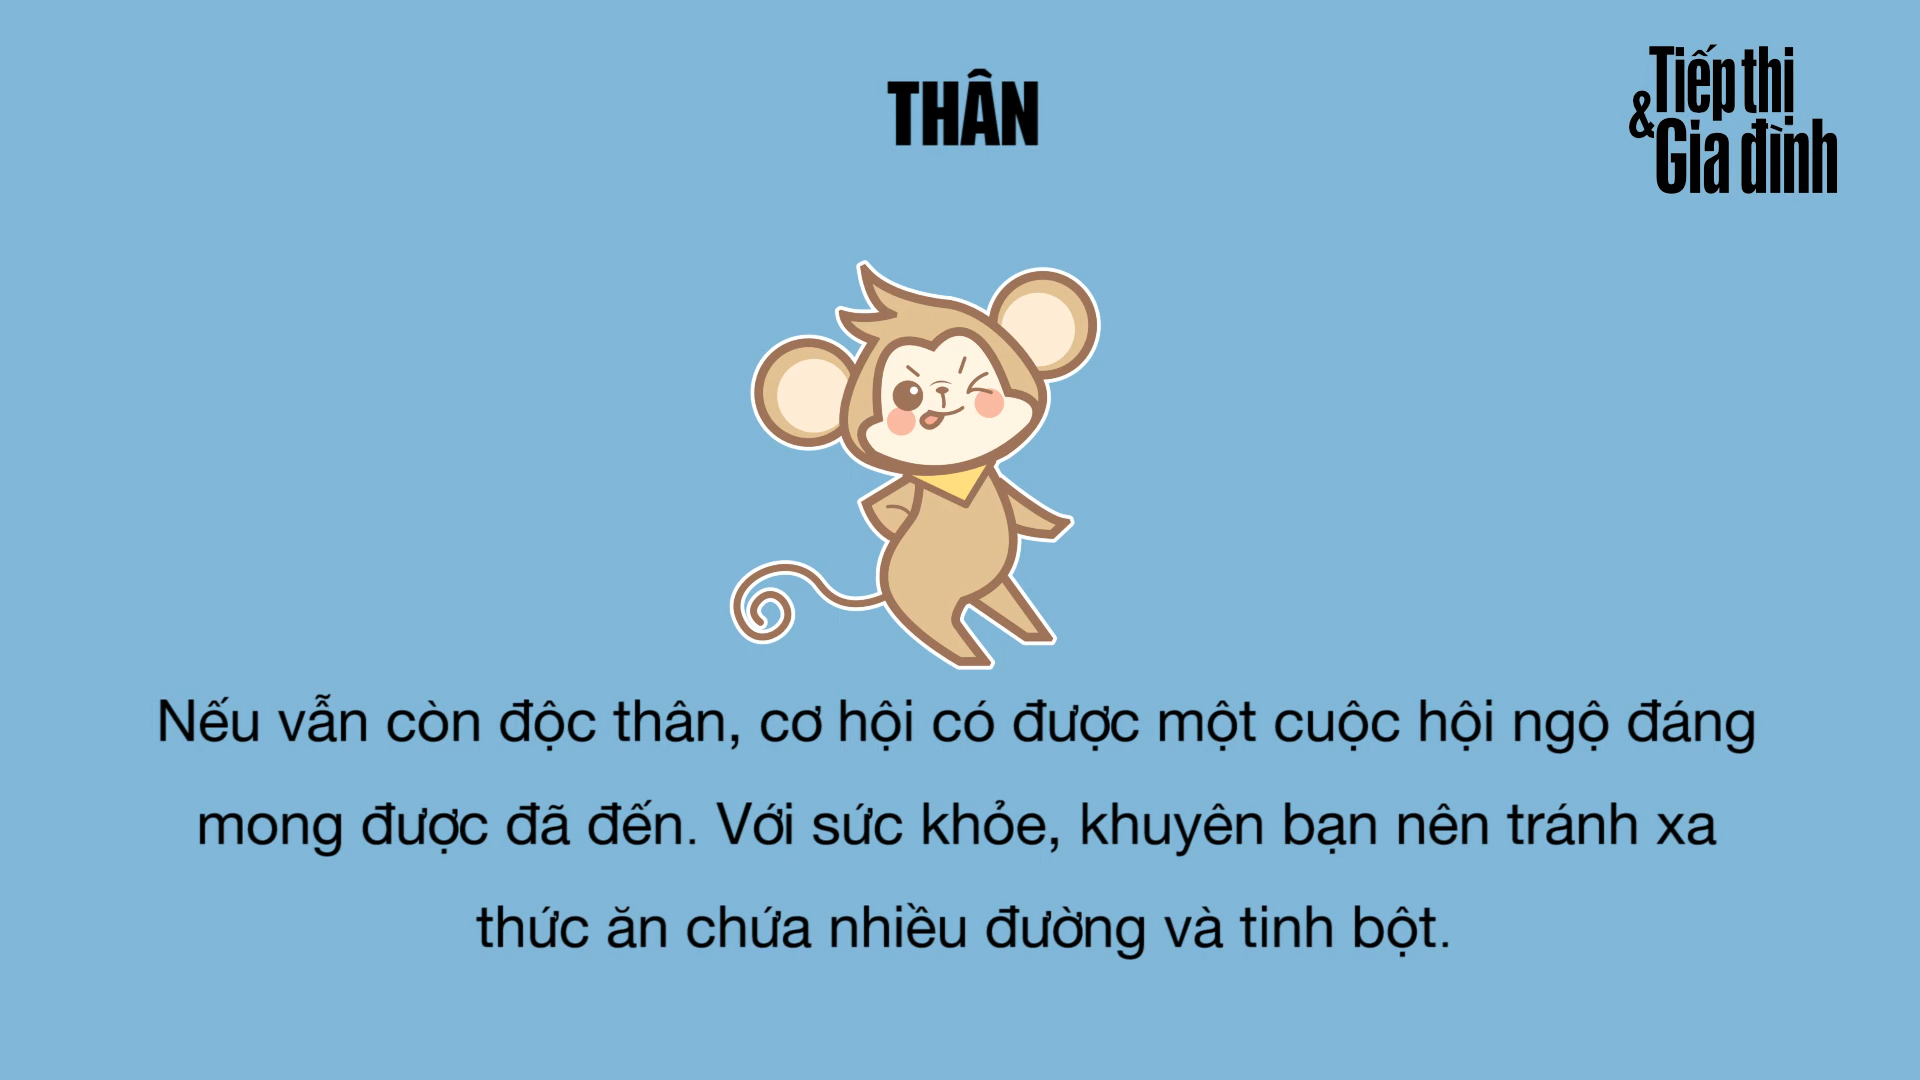 THÂN
Tiếp thị
& Gia đình
Nếu vẫn còn độc thân, cơ hội có được một cuộc hội ngộ đáng
mong được đã đến. Với sức khỏe, khuyên bạn nên tránh xa
thức ăn chứa nhiều đường và tinh bột.